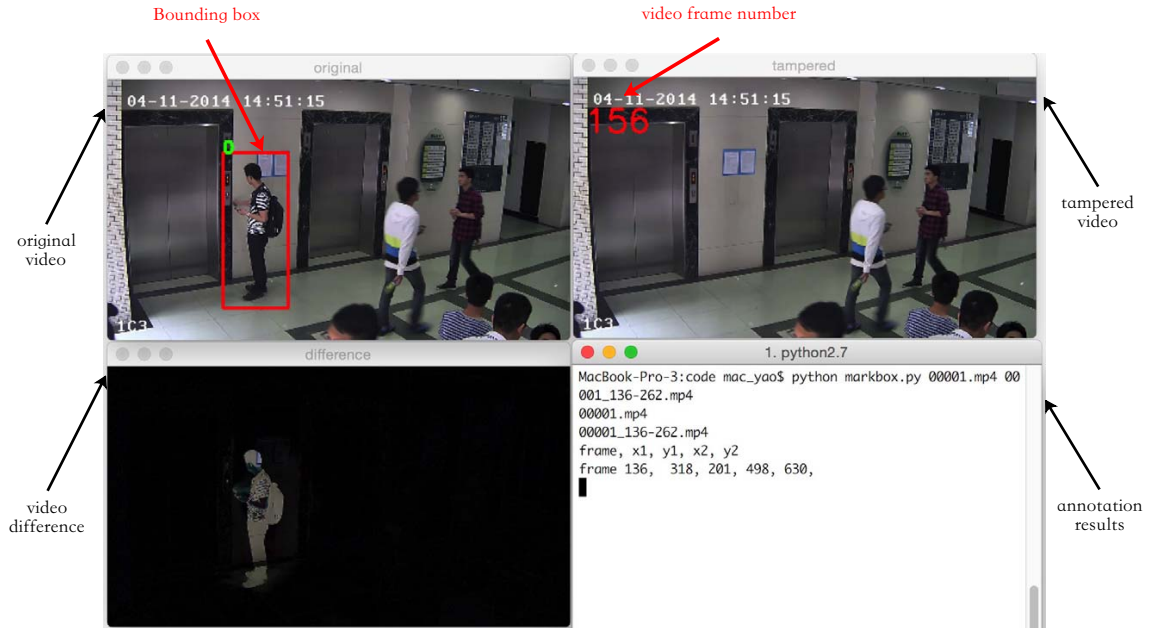 Bounding box
video frame number
original
tampered
04-11-2014 14:51:15
04-11-2014 14:51:15
156
0
original
video
tampered
video
1C3
1C3
difference
1. python2.7
MacBook-Pro-3:code mac_yao$ python markbox.py 00001.mp4 00
001_136-262.mp4
00001.mp4
00001_136-262.mp4
frame, x1, y1, x2, y2
frame 136,  318, 201, 498, 630,
video
difference
annotation
results